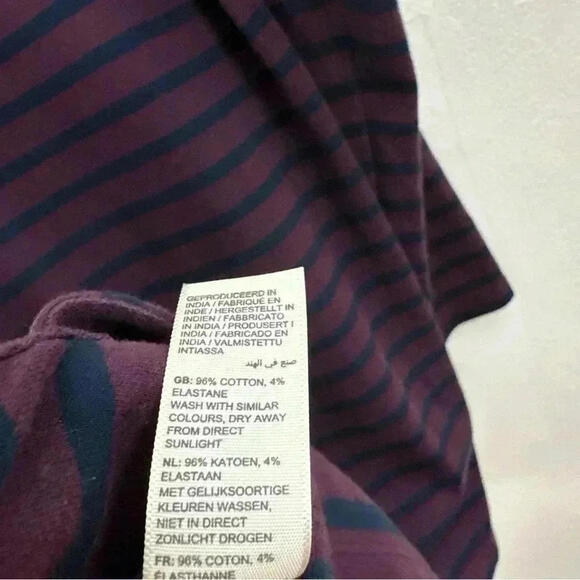 GEPRODUCEERD IN
INDIA / FABRIQUÉ EN
INDE / HERGESTELLT IN
INDIEN / FABBRICATO
IN INDIA / PRODUSERT I
INDIA / FABRICADO EN
INDIA / VALMISTETTU
INTIASSA
صنع في الهند
GB: 96% COTTON, 4%
ELASTANE
WASH WITH SIMILAR
COLOURS, DRY AWAY
FROM DIRECT
SUNLIGHT
NL: 96% KATOEN, 4%
ELASTAAN
MET GELIJKSOORTIGE
KLEUREN WASSEN,
NIET IN DIRECT
ZONLICHT DROGEN
FR: 96% COTON, 4%
ELASTHANNE